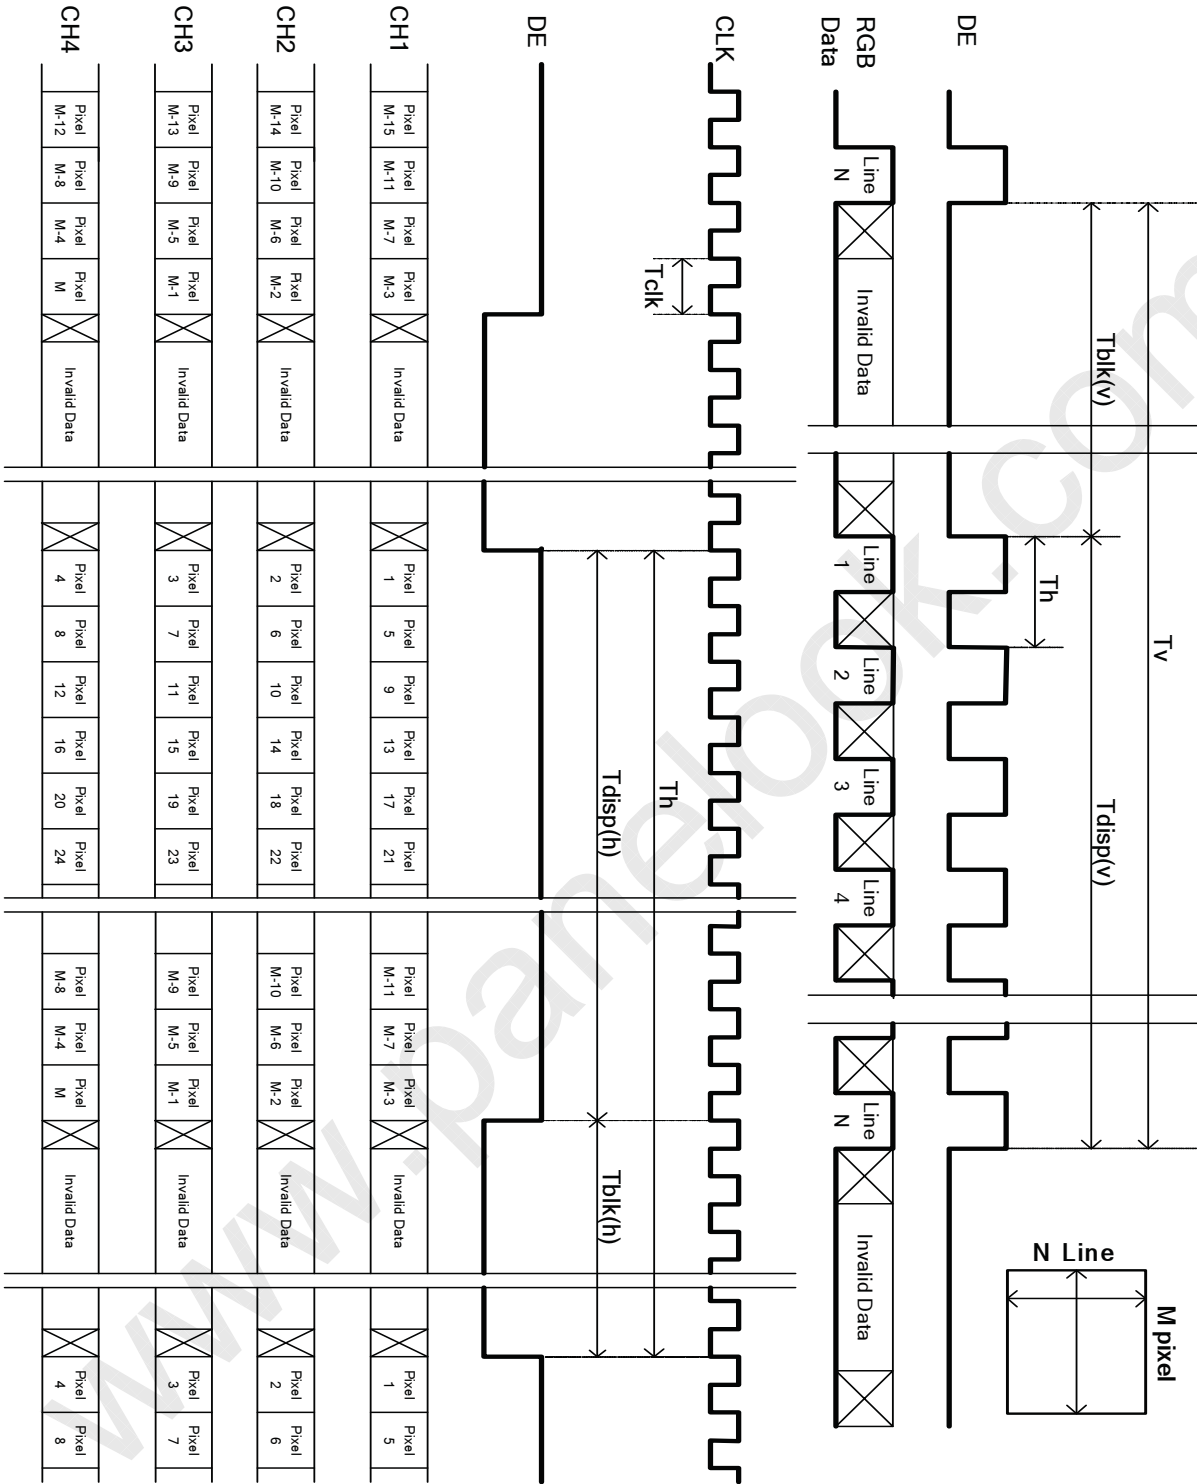 Tv
Tblk(v)
Tdisp(v)
Th
DE
RGB
Data
Line
N
Invalid Data
Line
1
Line
2
Line
3
Line
4
Line
N
Invalid Data
M pixel
N Line
CLK
Tclk
Th
Tdisp(h)
Tblk(h)
DE
CH1
Pixel Pixel Pixel Pixel Invalid Data Pixel Pixel Pixel Pixel Pixel Pixel Pixel Pixel Pixel Invalid Data Pixel Pixel
M-15 M-11 M-7 M-3 1 5 9 13 17 21 M-11 M-7 M-3 1 5
CH2
Pixel Pixel Pixel Pixel Invalid Data Pixel Pixel Pixel Pixel Pixel Pixel Pixel Pixel Pixel Invalid Data Pixel Pixel
M-14 M-10 M-6 M-2 2 6 10 14 18 22 M-10 M-6 M-2 2 6
CH3
Pixel Pixel Pixel Pixel Invalid Data Pixel Pixel Pixel Pixel Pixel Pixel Pixel Pixel Pixel Invalid Data Pixel Pixel
M-13 M-9 M-5 M-1 3 7 11 15 19 23 M-9 M-5 M-1 3 7
CH4
Pixel Pixel Pixel Pixel Invalid Data Pixel Pixel Pixel Pixel Pixel Pixel Pixel Pixel Pixel Invalid Data Pixel Pixel
M-12 M-8 M-4 M 4 8 12 16 20 24 M-8 M-4 M 4 8
www.panelook.com